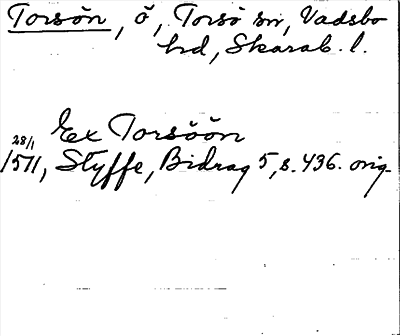 Torsön, ö, Torsö sn, Vadsbo
hd, Skarab. l.
Ex Torsöön
28/1
1571, Styffe, Bidrag 5, s. 436. orig.